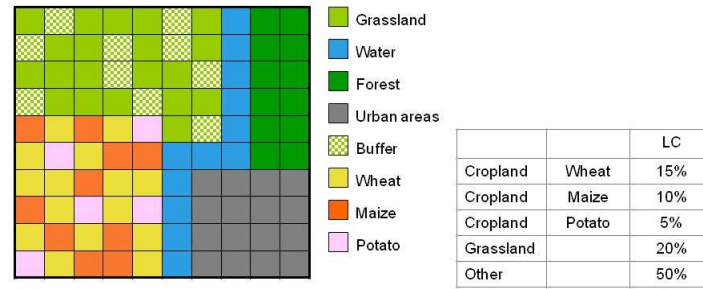 Grassland
Water
Forest
Urban areas
Buffer
Wheat
Maize
Potato
LC
Cropland Wheat 15%
Cropland Maize 10%
Cropland Potato 5%
Grassland 20%
Other 50%